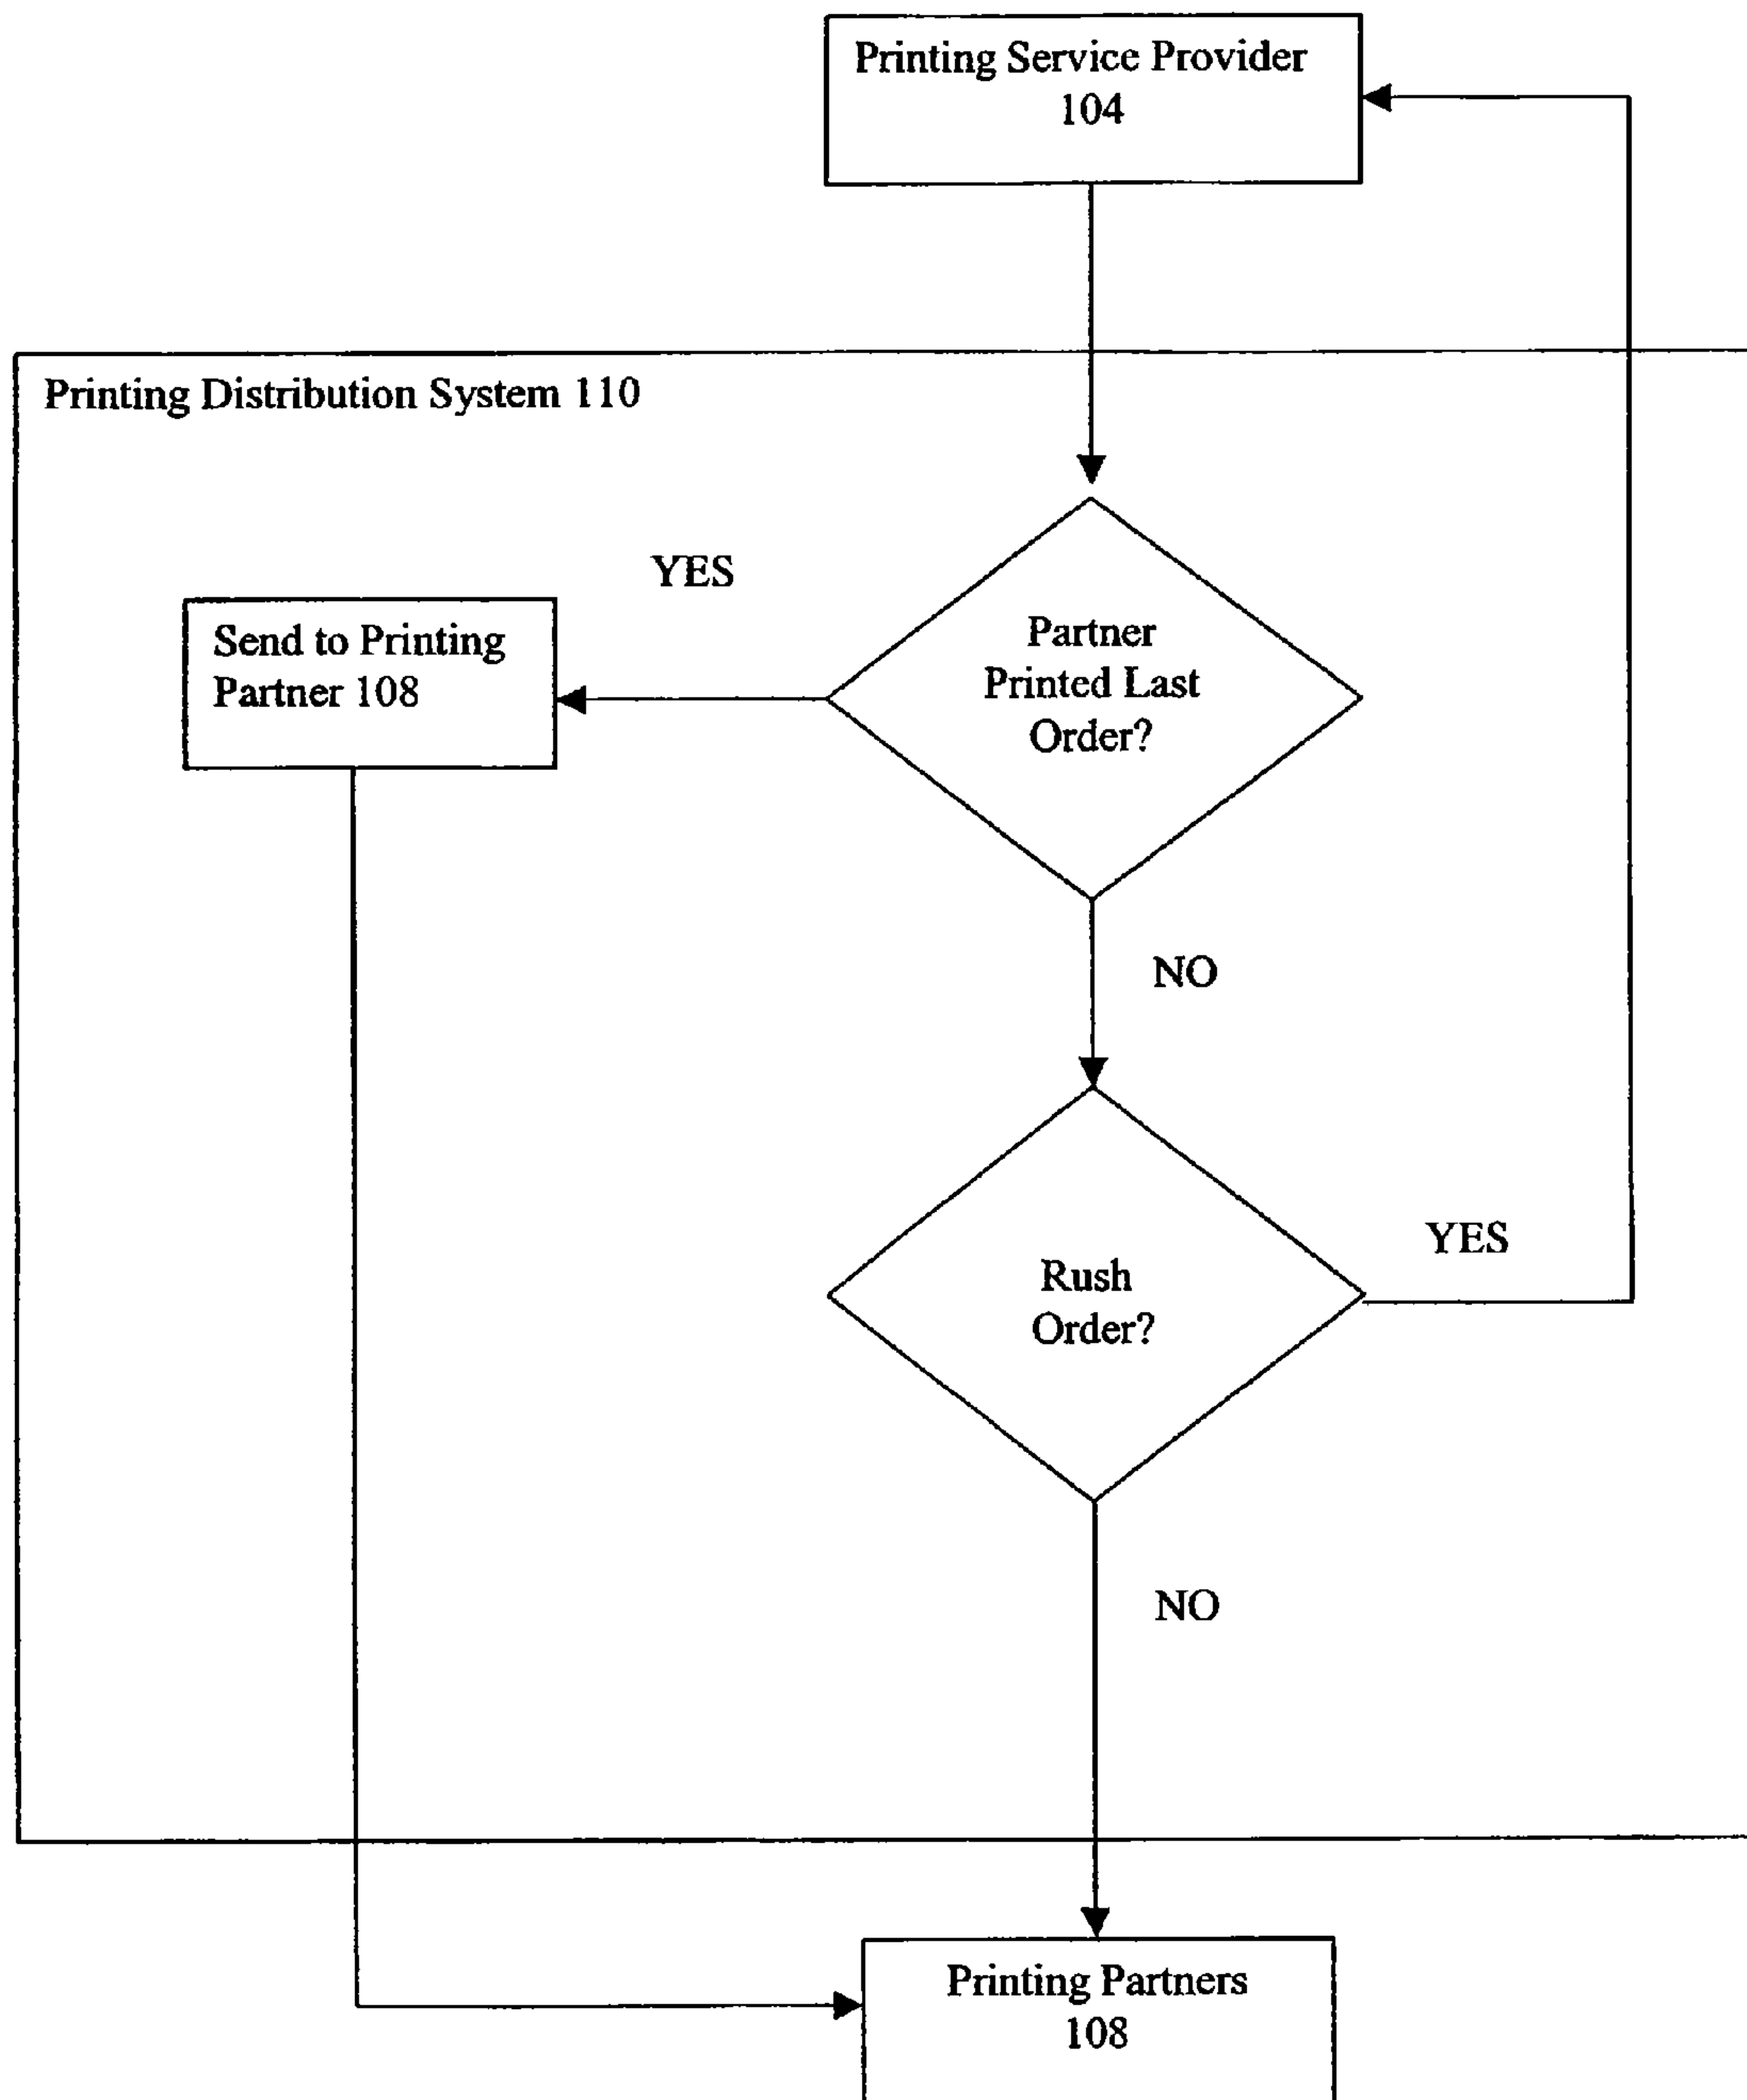 Printing Service Provider
104
Printing Distribution System 110
YES
Send to Printing
Partner 108
Partner
Printed Last
Order?
NO
YES
Rush
Order?
NO
Printing Partners
108